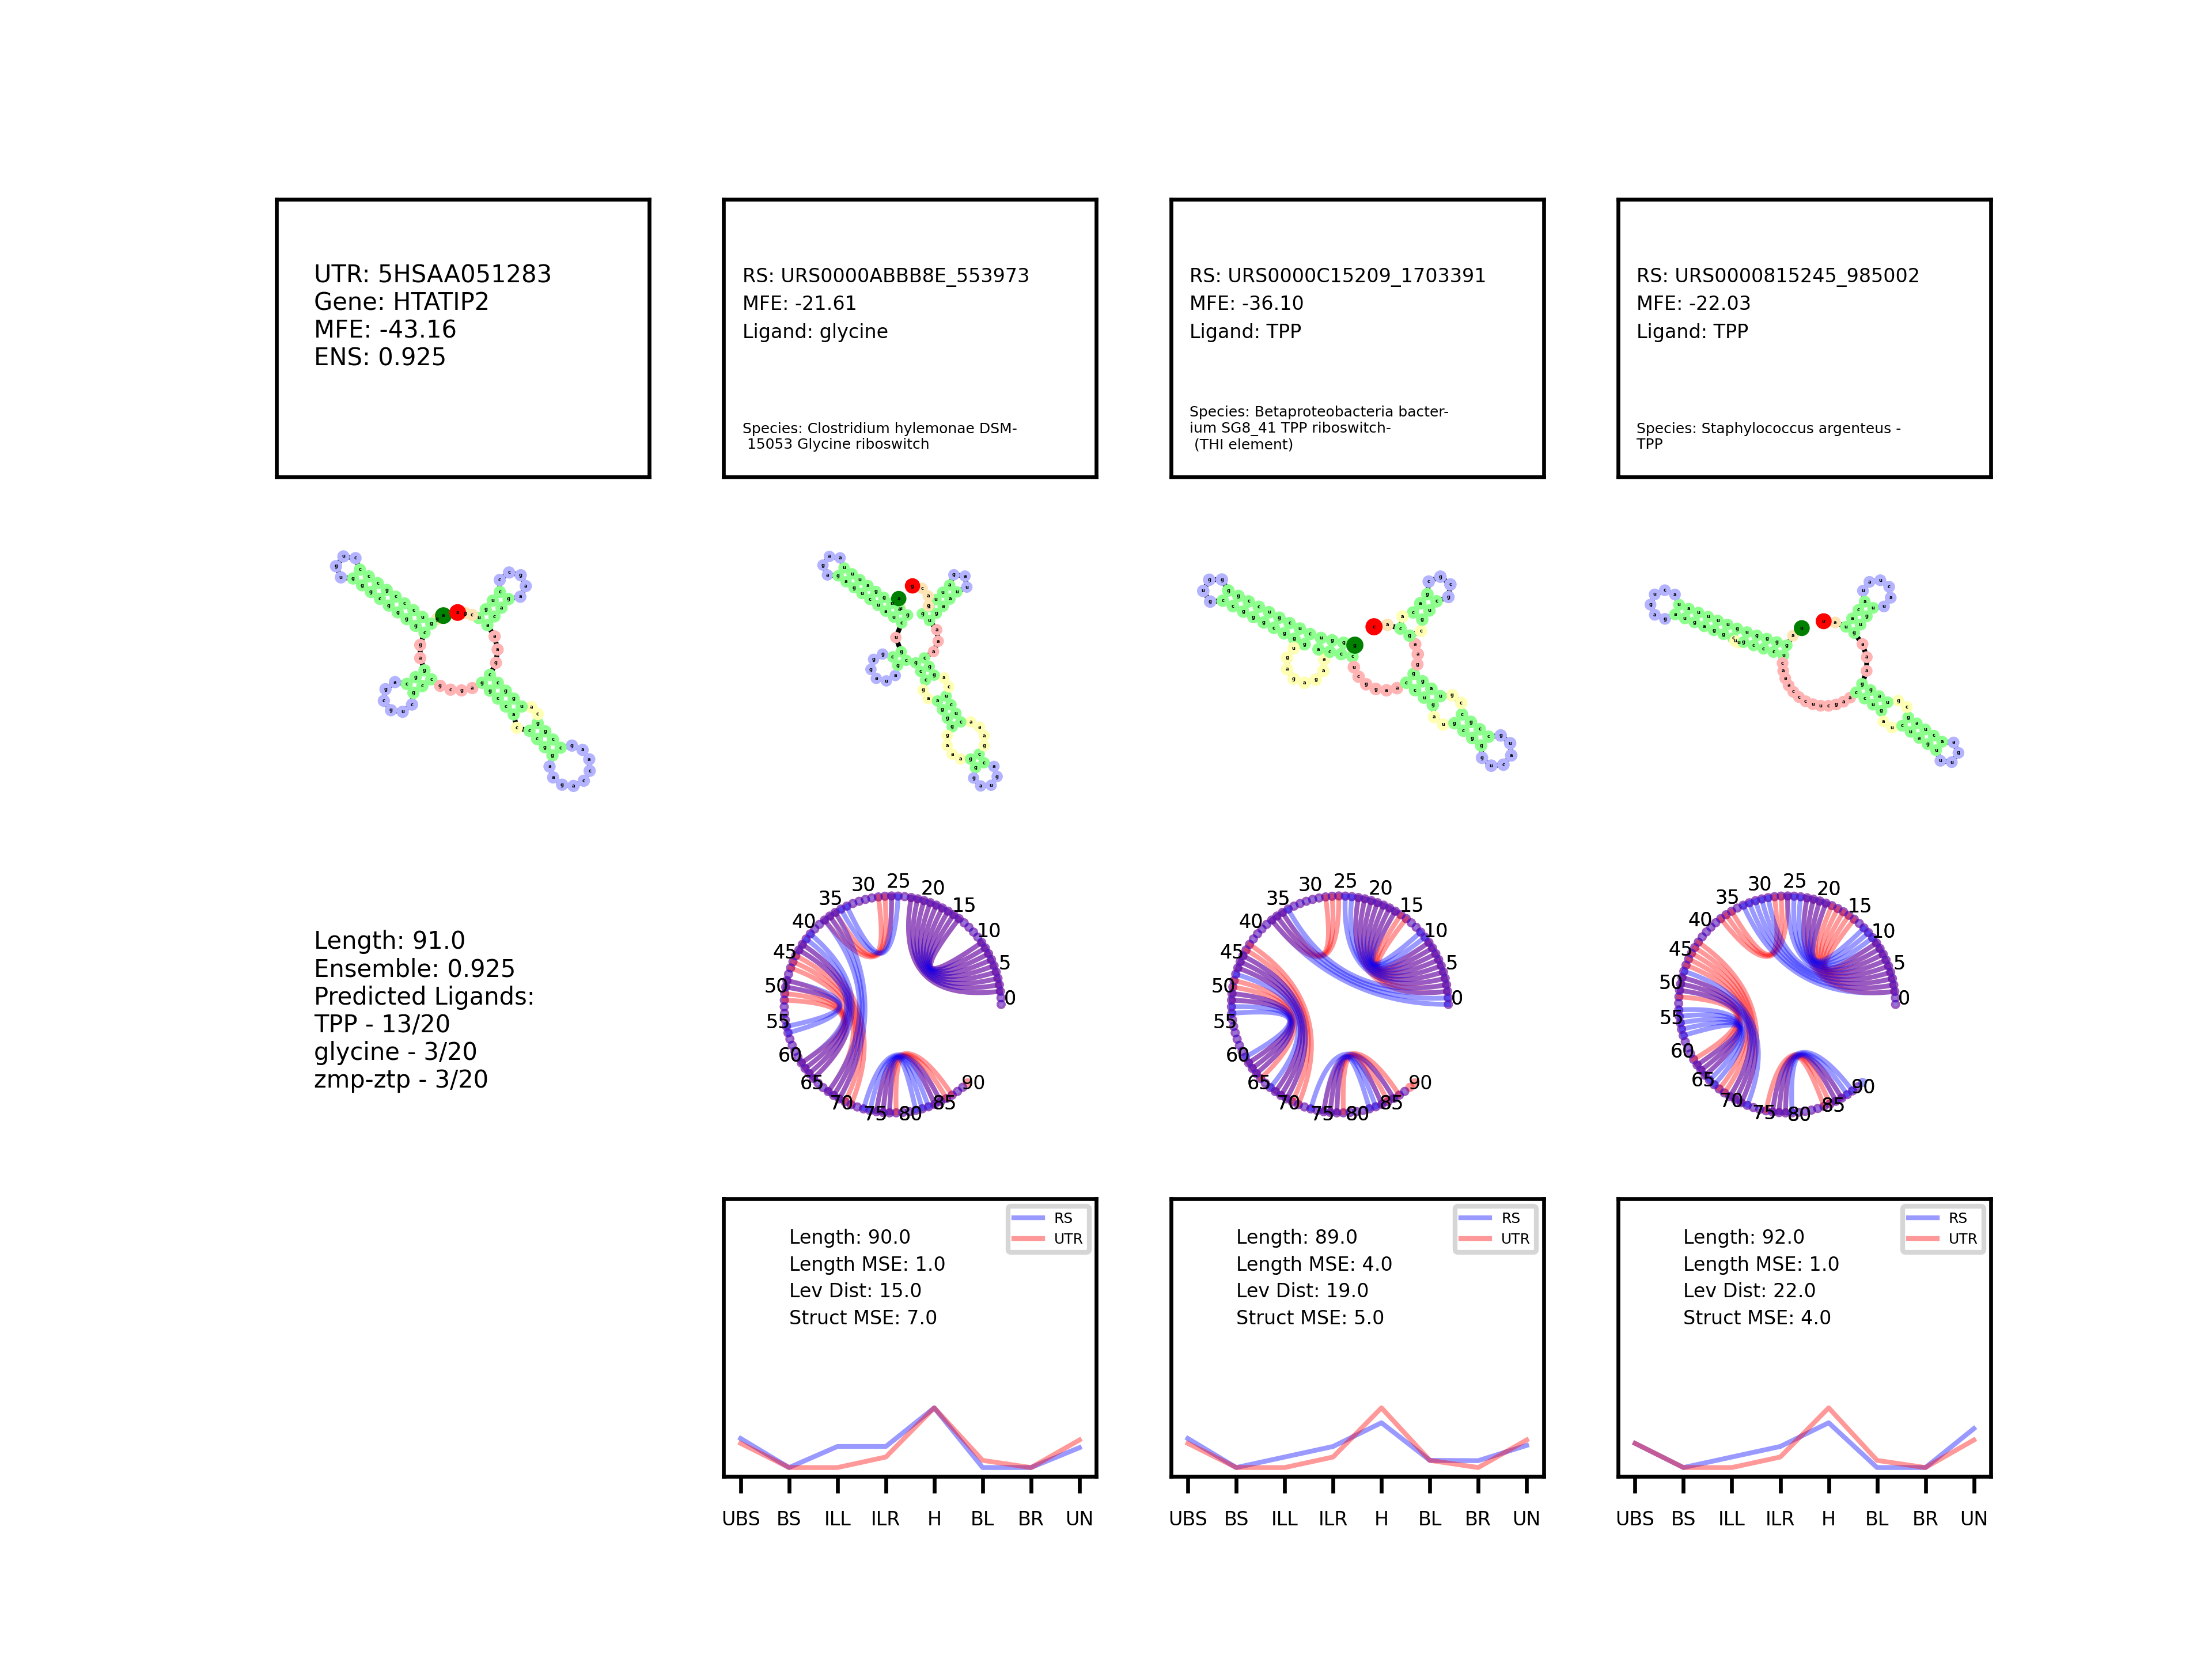 UTR: 5HSAA051283
Gene: HTATIP2
MFE: -43.16
ENS: 0.925
RS: URS0000ABBB8E_553973
MFE: -21.61
Ligand: glycine
Species: Clostridium hylemonae DSM-
15053 Glycine riboswitch
RS: URS0000C15209_1703391
MFE: -36.10
Ligand: TPP
Species: Betaproteobacteria bacter-
ium SG8_41 TPP riboswitch-
(THI element)
RS: URS0000815245_985002
MFE: -22.03
Ligand: TPP
Species: Staphylococcus argenteus -
TPP
Length: 91.0
Ensemble: 0.925
Predicted Ligands:
TPP - 13/20
glycine - 3/20
zmp-ztp - 3/20
0
5
10
15
20
25
30
35
40
45
50
55
60
65
70
75
80
85
90
0
5
10
15
20
25
30
35
40
45
50
55
60
65
70
75
80
85
90
0
5
10
15
20
25
30
35
40
45
50
55
60
65
70
75
80
85
90
RS
UTR
Length: 90.0
Length MSE: 1.0
Lev Dist: 15.0
Struct MSE: 7.0
UBS BS ILL ILR H BL BR UN
RS
UTR
Length: 89.0
Length MSE: 4.0
Lev Dist: 19.0
Struct MSE: 5.0
UBS BS ILL ILR H BL BR UN
RS
UTR
Length: 92.0
Length MSE: 1.0
Lev Dist: 22.0
Struct MSE: 4.0
UBS BS ILL ILR H BL BR UN